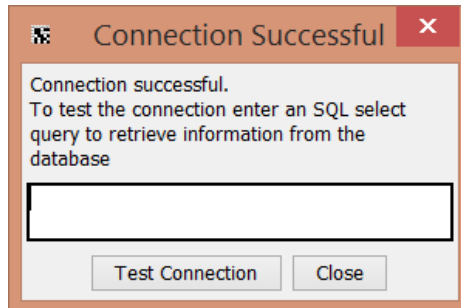 Connection Successful
Connection successful.
To test the connection enter an SQL select
query to retrieve information from the
database
Test Connection Close